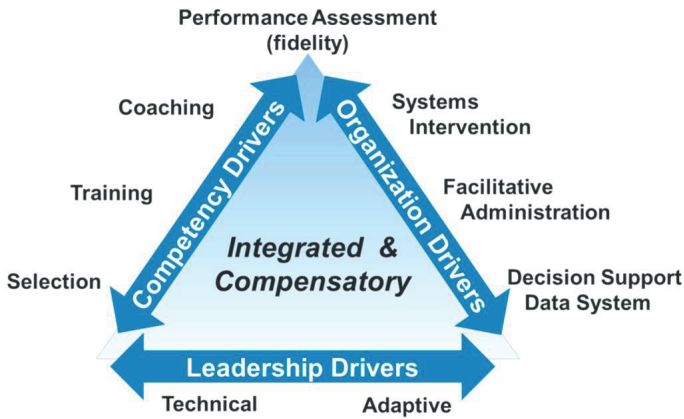 Performance Assessment
(fidelity)
Coaching
Training
Selection
Competency Drivers
Organization Drivers
Systems
Intervention
Facilitative
Administration
Decision Support
Data System
Integrated &
Compensatory
Leadership Drivers
Technical
Adaptive